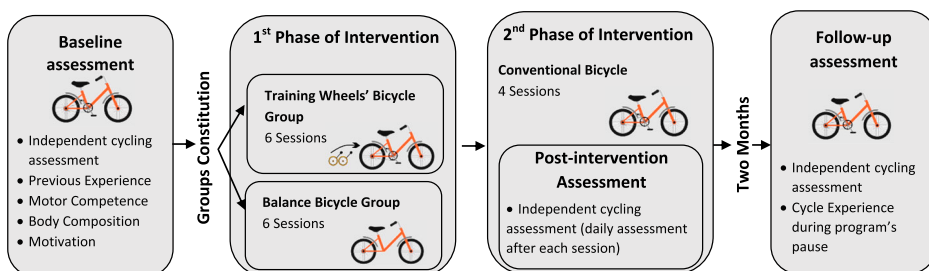 Baseline
assessment
• Independent cycling
assessment
• Previous Experience
• Motor Competence
• Body Composition
• Motivation
Groups Constitution
1st Phase of Intervention
Training Wheels’ Bicycle
Group
6 Sessions
Balance Bicycle Group
6 Sessions
2nd Phase of Intervention
Conventional Bicycle
4 Sessions
Post-intervention
Assessment
• Independent cycling
assessment (daily assessment
after each session)
Two Months
Follow-up
assessment
• Independent cycling
assessment
• Cycle Experience
during program’s
pause